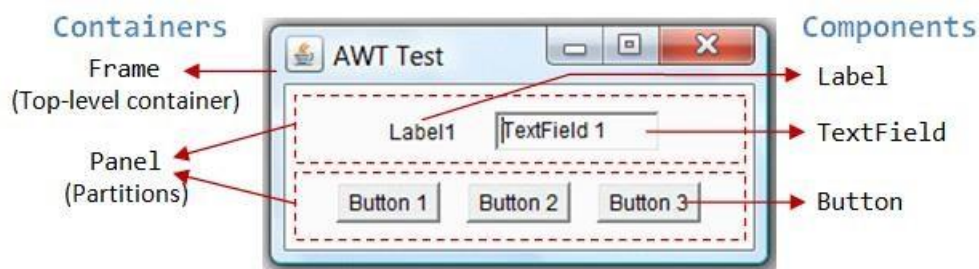 Containers
Components
AWT Test
Frame
(Top-level container)
Label
Label1
TextField 1
TextField
Panel
(Partitions)
Button 1
Button 2
Button 3
Button